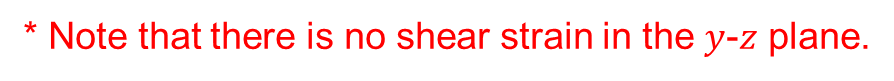 * Note that there is no shear strain in the y-z plane.